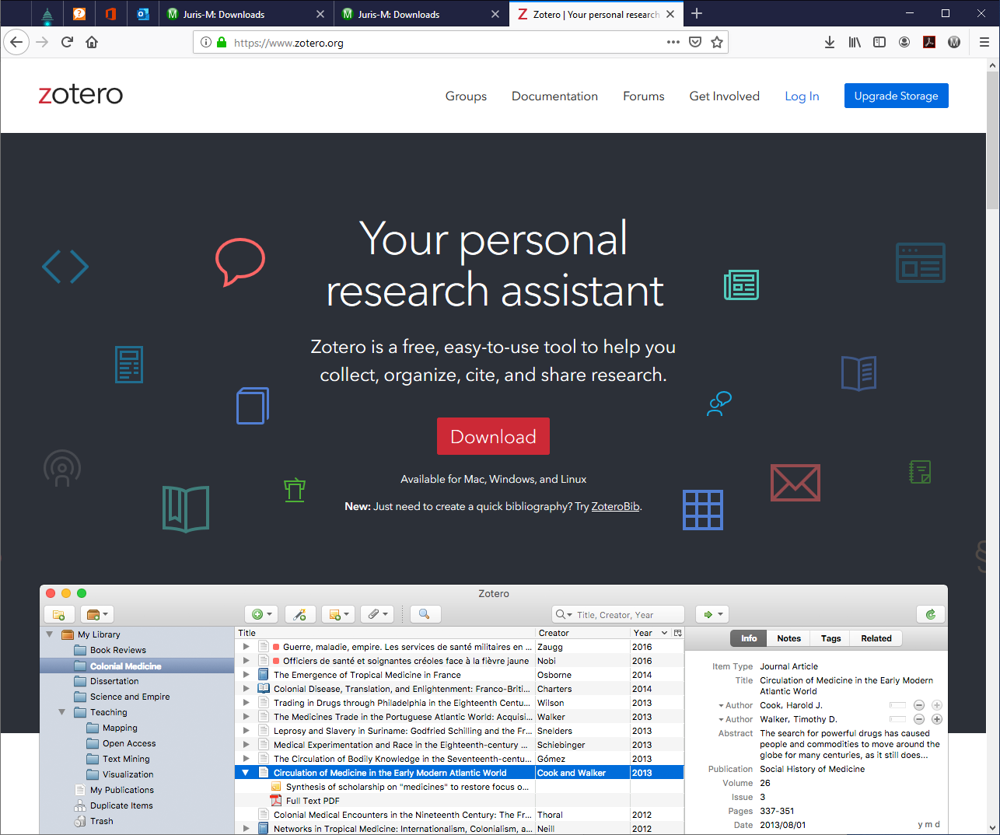 Juris-M: Downloads
Juris-M: Downloads
Zotero | Your personal research
https://www.zotero.org
zotero
Groups
Documentation
Forums
Get Involved
Log In
Upgrade Storage
Your personal
research assistant
Zotero is a free, easy-to-use tool to help you
collect, organize, cite, and share research.
Download
Available for Mac, Windows, and Linux
New: Just need to create a quick bibliography? Try ZoteroBib.
Zotero
Title, Creator, Year
My Library
Book Reviews
Colonial Medicine
Dissertation
Science and Empire
Teaching
Mapping
Open Access
Text Mining
Visualization
My Publications
Duplicate Items
Trash
Title Creator Year
Guerre, maladie, empire. Les services de santé militaires en ... Zaugg 2016
Officiers de santé et soignantes créoles face à la fièvre jaune Nobi 2016
The Emergence of Tropical Medicine in France Osborne 2014
Colonial Disease, Translation, and Enlightenment: Franco-Briti... Charters 2014
Trading in Drugs through Philadelphia in the Eighteenth Centu... Wilson 2013
The Medicines Trade in the Portuguese Atlantic World: Acquisi... Walker 2013
Leprosy and Slavery in Suriname: Godfried Schilling and the Fr... Snelders 2013
Medical Experimentation and Race in the Eighteenth-century ... Schiebinger 2013
The Circulation of Bodily Knowledge in the Seventeenth-centu... Gómez 2013
Circulation of Medicine in the Early Modern Atlantic World Cook and Walker 2013
Synthesis of scholarship on "medicines" to restore focus o...
Full Text PDF
Colonial Medical Encounters in the Nineteenth Century: The Fr... Thoral 2012
Networks in Tropical Medicine: Internationalism, Colonialism, a... Neill 2012
Info
Notes
Tags
Related
Item Type Journal Article
Title Circulation of Medicine in the Early Modern
Atlantic World
Author Cook, Harold J.
Author Walker, Timothy D.
Abstract The search for powerful drugs has caused
people and commodities to move around the
globe for many centuries, as it still does...
Publication Social History of Medicine
Volume 26
Issue 3
Pages 337-351
Date 2013/08/01 y m d